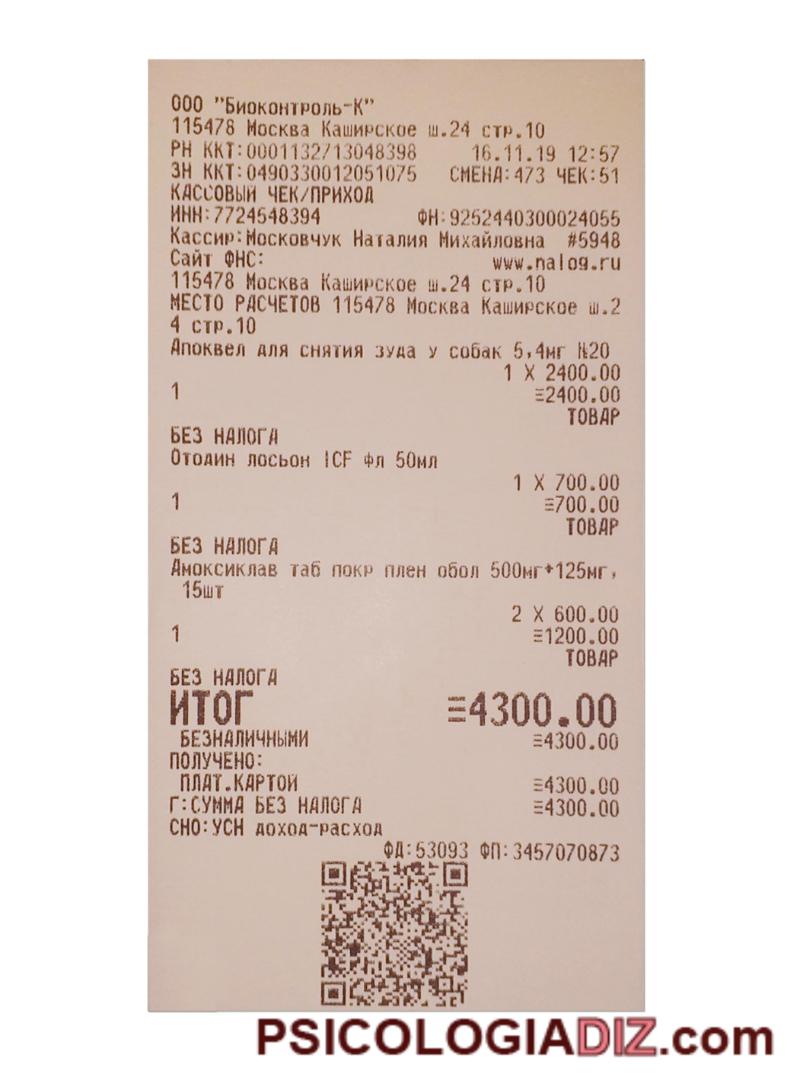 ООО "Биоконтроль-К"
115478 Москва Каширское ш.24 стр.10
РН ККТ:0001132713048398 16.11.19 12:57
ЗН ККТ:0490330012051075 СМЕНА:473 ЧЕК:51
КАССОВЫЙ ЧЕК/ПРИХОД
ИНН:7724548394 ФН:9252440300024055
Кассир:Московчук Наталия Михайловна #5948
Сайт ФНС: www.nalog.ru
115478 Москва Каширское ш.24 стр.10
МЕСТО РАСЧЕТОВ 115478 Москва Каширское ш.2
4 стр.10
Апоквел для снятия зуда у собак 5,4мг №20
1 X 2400.00
1 ≡2400.00
ТОВАР
БЕЗ НАЛОГА
Отодин лосьон ICF фл 50мл
1 X 700.00
1 ≡700.00
ТОВАР
БЕЗ НАЛОГА
Амоксиклав таб покр плен обол 500мг+125мг,
15шт
2 X 600.00
1 ≡1200.00
ТОВАР
БЕЗ НАЛОГА
ИТОГ ≡4300.00
БЕЗНАЛИЧНЫМИ ≡4300.00
ПОЛУЧЕНО:
ПЛАТ.КАРТОЙ ≡4300.00
Г:СУММА БЕЗ НАЛОГА ≡4300.00
СНО:УСН доход-расход
ФД:53093 ФП:3457070873
PSICOLOGIADIZ.com